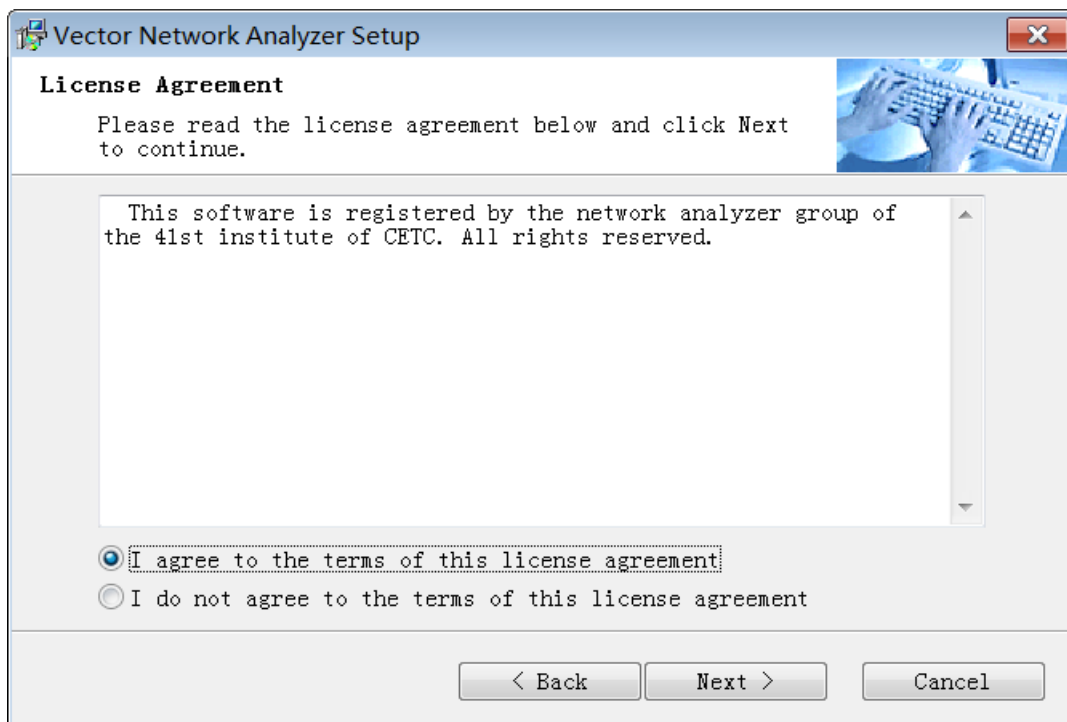 Vector Network Analyzer Setup
License Agreement
Please read the license agreement below and click Next
to continue.
This software is registered by the network analyzer group of
the 41st institute of CETC. All rights reserved.
I agree to the terms of this license agreement
I do not agree to the terms of this license agreement
< Back
Next >
Cancel